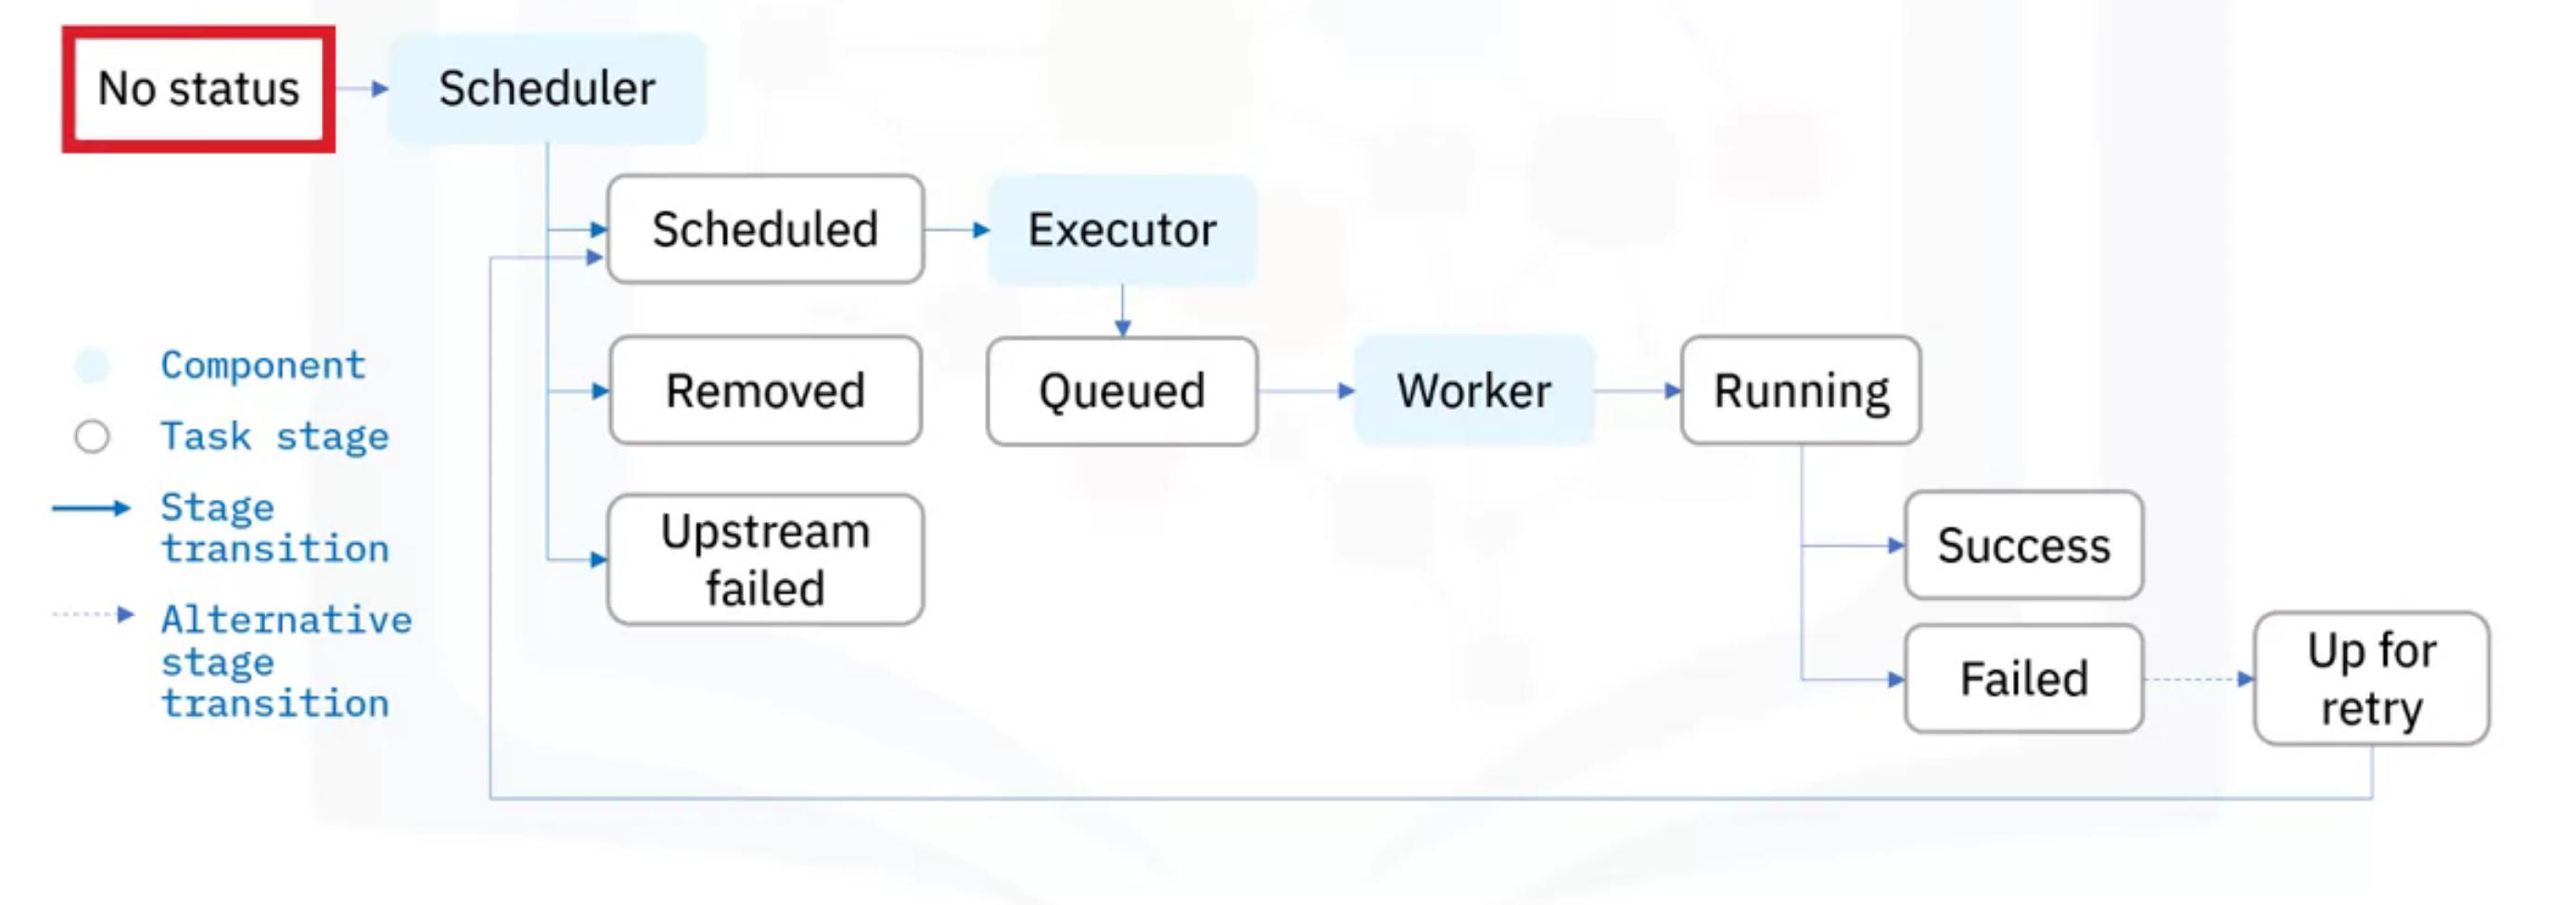 No status
Scheduler
Scheduled
Executor
Removed
Queued
Worker
Running
Upstream
failed
Success
Failed
Up for
retry
Component
Task stage
Stage
transition
Alternative
stage
transition